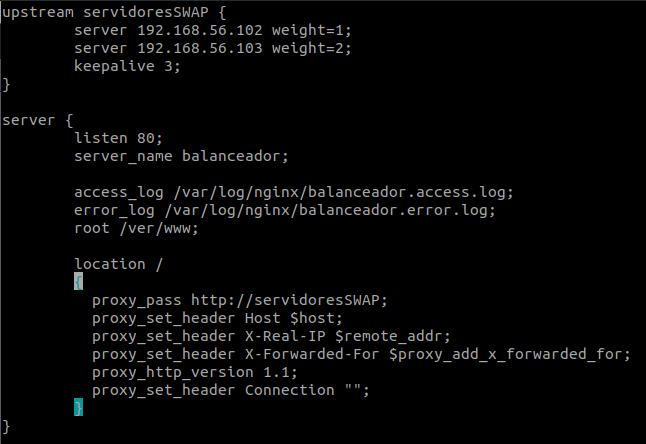 upstream servidoresSWAP {
        server 192.168.56.102 weight=1;
        server 192.168.56.103 weight=2;
        keepalive 3;
}

server {
        listen 80;
        server_name balanceador;

        access_log /var/log/nginx/balanceador.access.log;
        error_log /var/log/nginx/balanceador.error.log;
        root /ver/www;

        location /
        {
          proxy_pass http://servidoresSWAP;
          proxy_set_header Host $host;
          proxy_set_header X-Real-IP $remote_addr;
          proxy_set_header X-Forwarded-For $proxy_add_x_forwarded_for;
          proxy_http_version 1.1;
          proxy_set_header Connection "";
        }
}